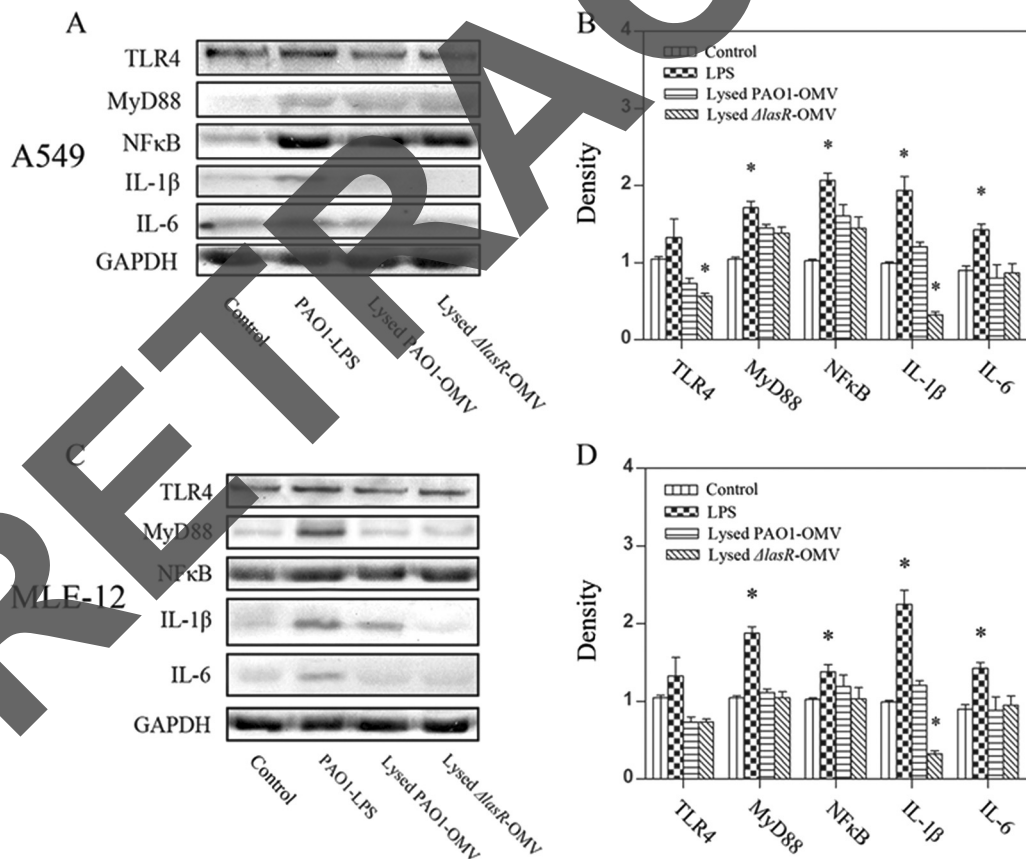 A
TLR4
MyD88
NFκB
IL-1β
IL-6
GAPDH
A549
Control
PAO1-LPS
Lysed PAO1-OMV
Lysed ΔlasR-OMV
B
4
3
2
1
0
Density
Control
LPS
Lysed PAO1-OMV
Lysed ΔlasR-OMV
*
*
*
*
*
*
TLR4
MyD88
NFκB
IL-1β
IL-6
C
TLR4
MyD88
NFκB
IL-1β
IL-6
GAPDH
MLE-12
Control
PAO1-LPS
Lysed PAO1-OMV
Lysed ΔlasR-OMV
D
4
3
2
1
0
Density
Control
LPS
Lysed PAO1-OMV
Lysed ΔlasR-OMV
*
*
*
*
*
TLR4
MyD88
NFκB
IL-1β
IL-6
RETRAC